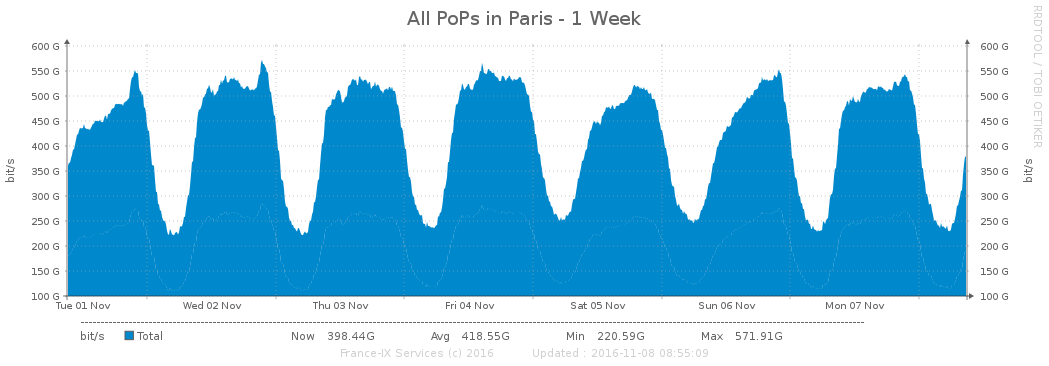 All PoPs in Paris - 1 Week
RRDTOOL / TOBI OETIKER
600 G 600 G
550 G 550 G
500 G 500 G
450 G 450 G
400 G 400 G
350 G 350 G
300 G 300 G
250 G 250 G
200 G 200 G
150 G 150 G
100 G 100 G
bit/s
bit/s
Tue 01 Nov Wed 02 Nov Thu 03 Nov Fri 04 Nov Sat 05 Nov Sun 06 Nov Mon 07 Nov
bit/s Total Now 398.44G Avg 418.55G Min 220.59G Max 571.91G
France-IX Services (c) 2016 Updated : 2016-11-08 08:55:09